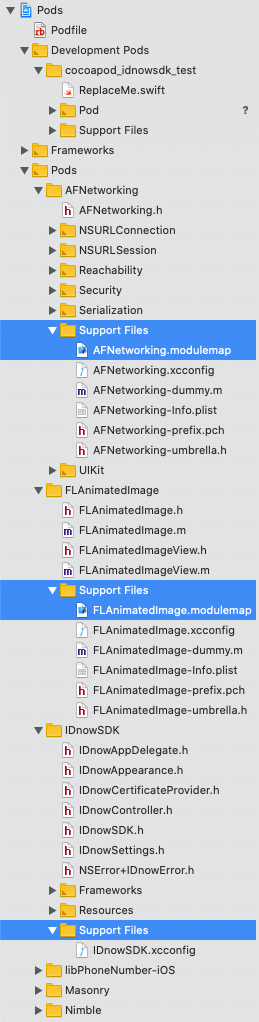 Pods
Podfile
Development Pods
cocoapod_idnowsdk_test
ReplaceMe.swift
Pod ?
Support Files
Frameworks
Pods
AFNetworking
AFNetworking.h
NSURLConnection
NSURLSession
Reachability
Security
Serialization
Support Files
AFNetworking.modulemap
AFNetworking.xcconfig
AFNetworking-dummy.m
AFNetworking-Info.plist
AFNetworking-prefix.pch
AFNetworking-umbrella.h
UIKit
FLAnimatedImage
FLAnimatedImage.h
FLAnimatedImage.m
FLAnimatedImageView.h
FLAnimatedImageView.m
Support Files
FLAnimatedImage.modulemap
FLAnimatedImage.xcconfig
FLAnimatedImage-dummy.m
FLAnimatedImage-Info.plist
FLAnimatedImage-prefix.pch
FLAnimatedImage-umbrella.h
IDnowSDK
IDnowAppDelegate.h
IDnowAppearance.h
IDnowCertificateProvider.h
IDnowController.h
IDnowSDK.h
IDnowSettings.h
NSError+IDnowError.h
Frameworks
Resources
Support Files
IDnowSDK.xcconfig
libPhoneNumber-iOS
Masonry
Nimble